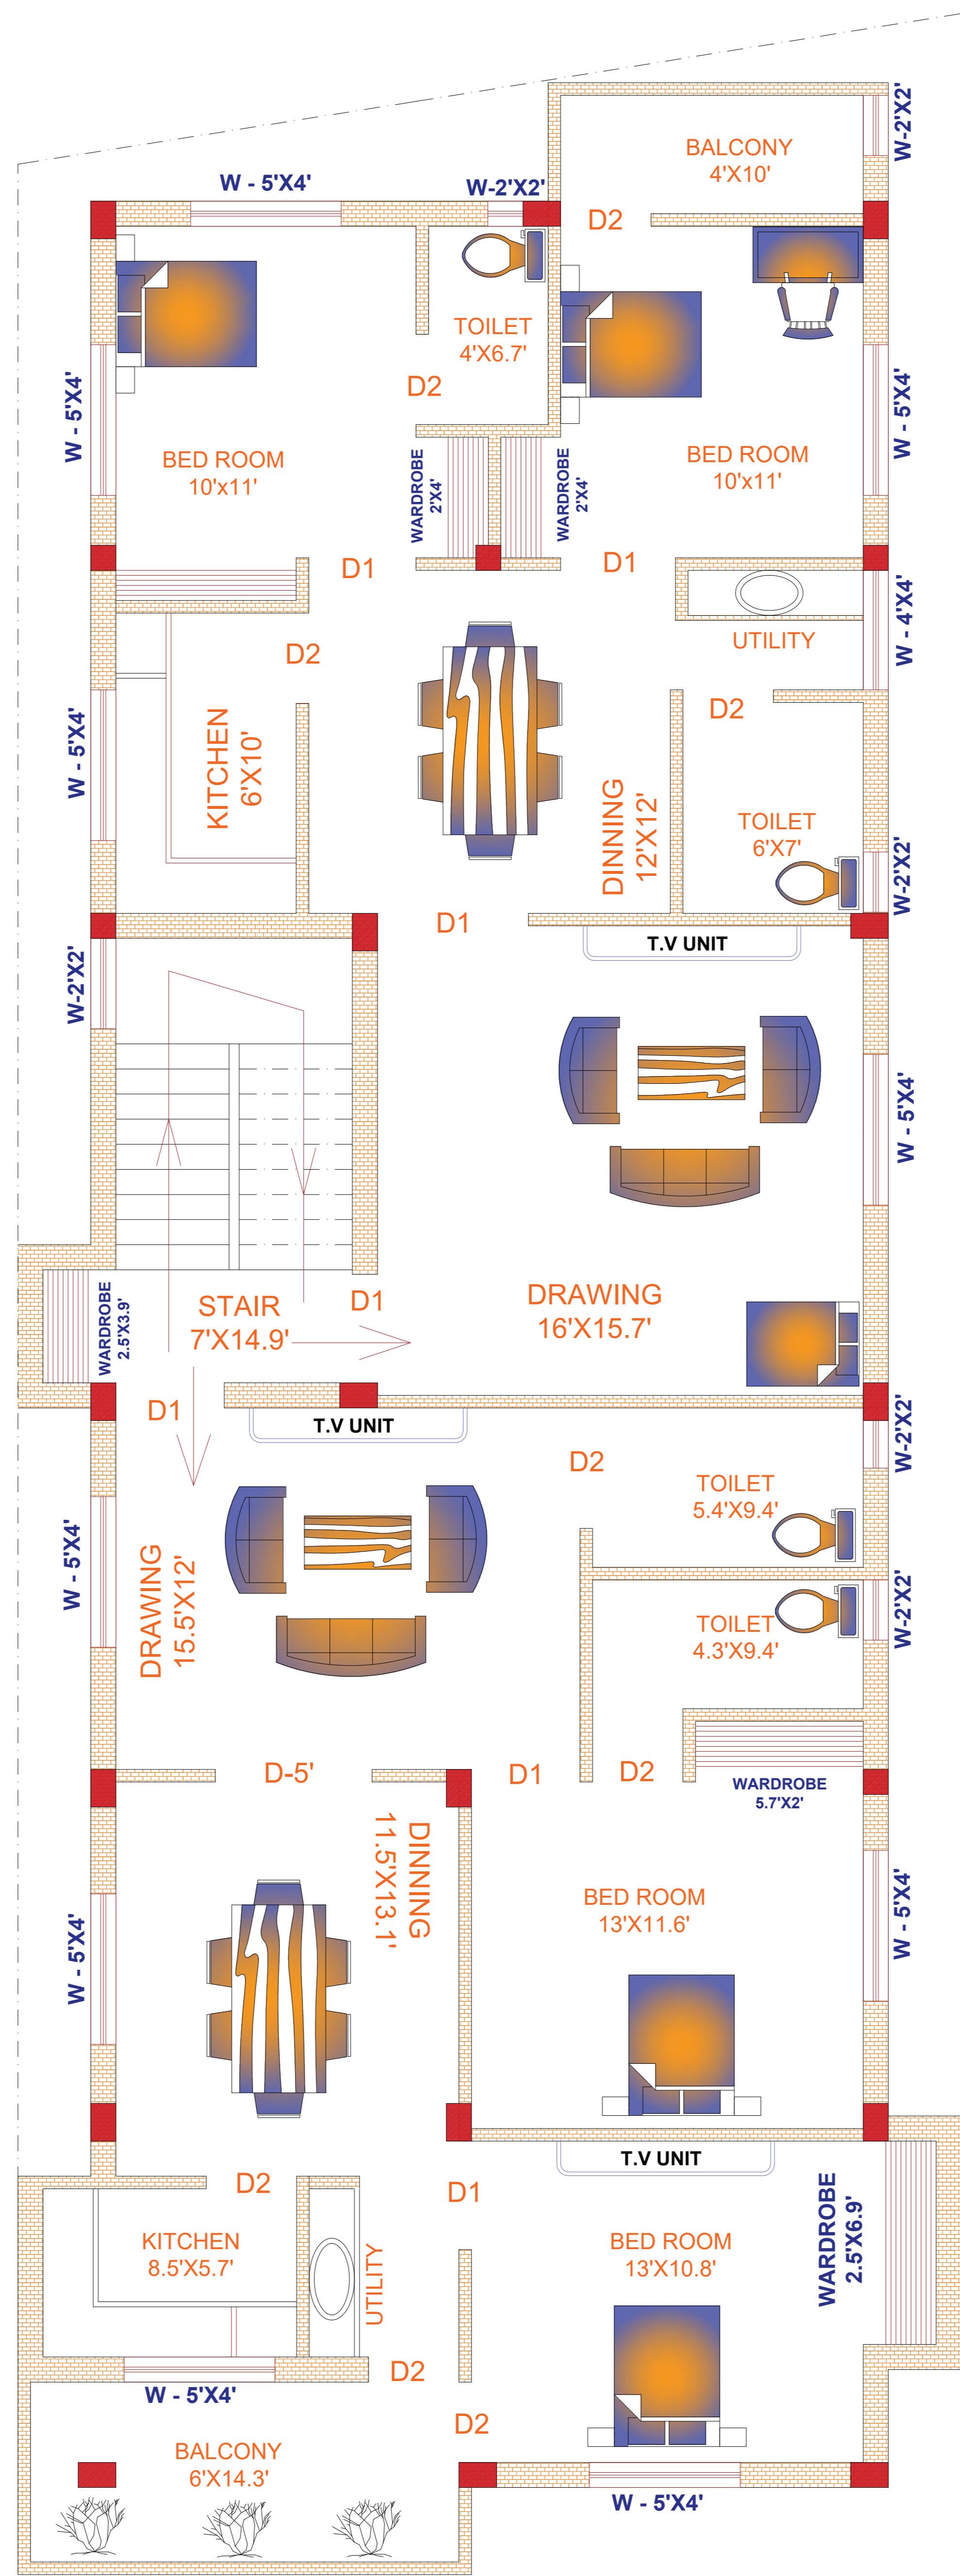 W-2'X2'
BALCONY
4'X10'
W - 5'X4'
W-2'X2'
D2
TOILET
4'X6.7'
D2
W - 5'X4'
W - 5'X4'
BED ROOM
10'x11'
WARDROBE
2'X4'
WARDROBE
2'X4'
BED ROOM
10'x11'
D1
D1
W - 4'X4'
UTILITY
D2
D2
KITCHEN
6'X10'
W - 5'X4'
DINNING
12'X12'
TOILET
6'X7'
W-2'X2'
D1
T.V UNIT
W-2'X2'
W - 5'X4'
WARDROBE
2.5'X3.9'
STAIR
7'X14.9'
D1
DRAWING
16'X15.7'
D1
T.V UNIT
W-2'X2'
D2
TOILET
5.4'X9.4'
W - 5'X4'
DRAWING
15.5'X12'
TOILET
4.3'X9.4'
W-2'X2'
D-5'
D1
D2
WARDROBE
5.7'X2'
DINNING
11.5'X13.1'
BED ROOM
13'X11.6'
W - 5'X4'
W - 5'X4'
T.V UNIT
D2
D1
WARDROBE
2.5'X6.9'
KITCHEN
8.5'X5.7'
UTILITY
BED ROOM
13'X10.8'
D2
W - 5'X4'
D2
BALCONY
6'X14.3'
W - 5'X4'